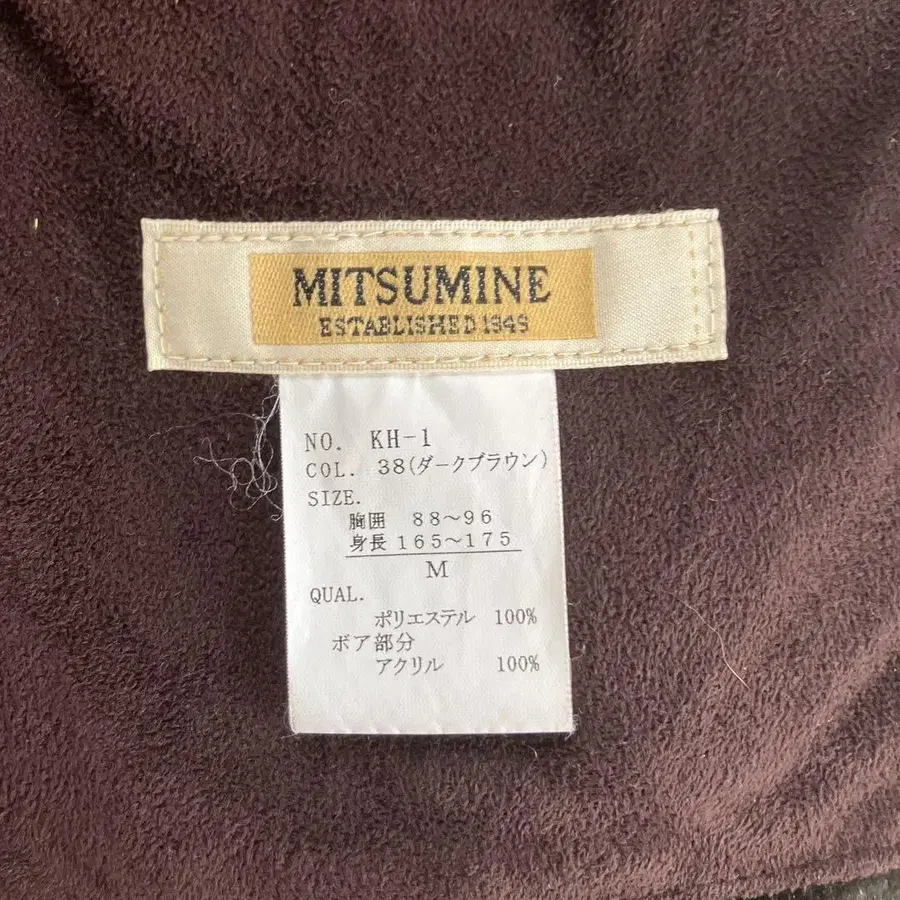 MITSUMINE
ESTABLISHED 1949
NO. KH-1
COL. 38(ダークブラウン)
SIZE.
胸囲 88〜96
身長 165〜175
M
QUAL.
ポリエステル 100%
ボア部分
アクリル 100%